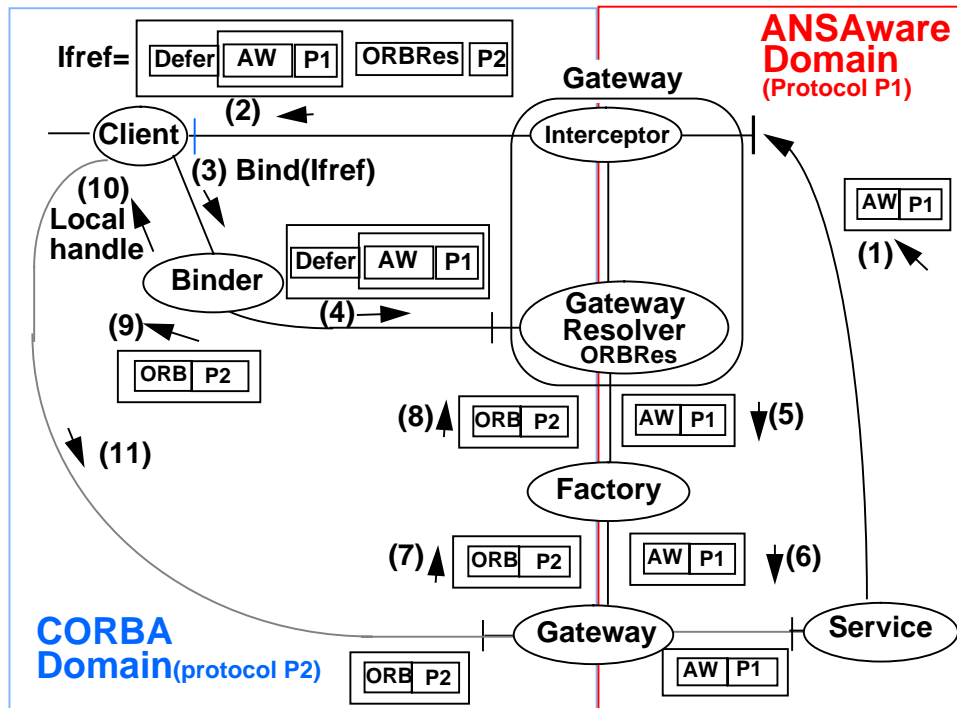 ANSAware
Domain
(Protocol P1)
Ifref=
Defer AW P1 ORBRes P2
Gateway
(2)
Client
Interceptor
(3) Bind(Ifref)
(10)
Local
handle
AW P1
(1)
Binder
Defer AW P1
(4)
Gateway
Resolver
ORBRes
(9)
ORB P2
(8)
ORB P2
AW P1
(5)
(11)
Factory
(7)
ORB P2
AW P1
(6)
CORBA
Domain(protocol P2)
Gateway
Service
ORB P2
AW P1